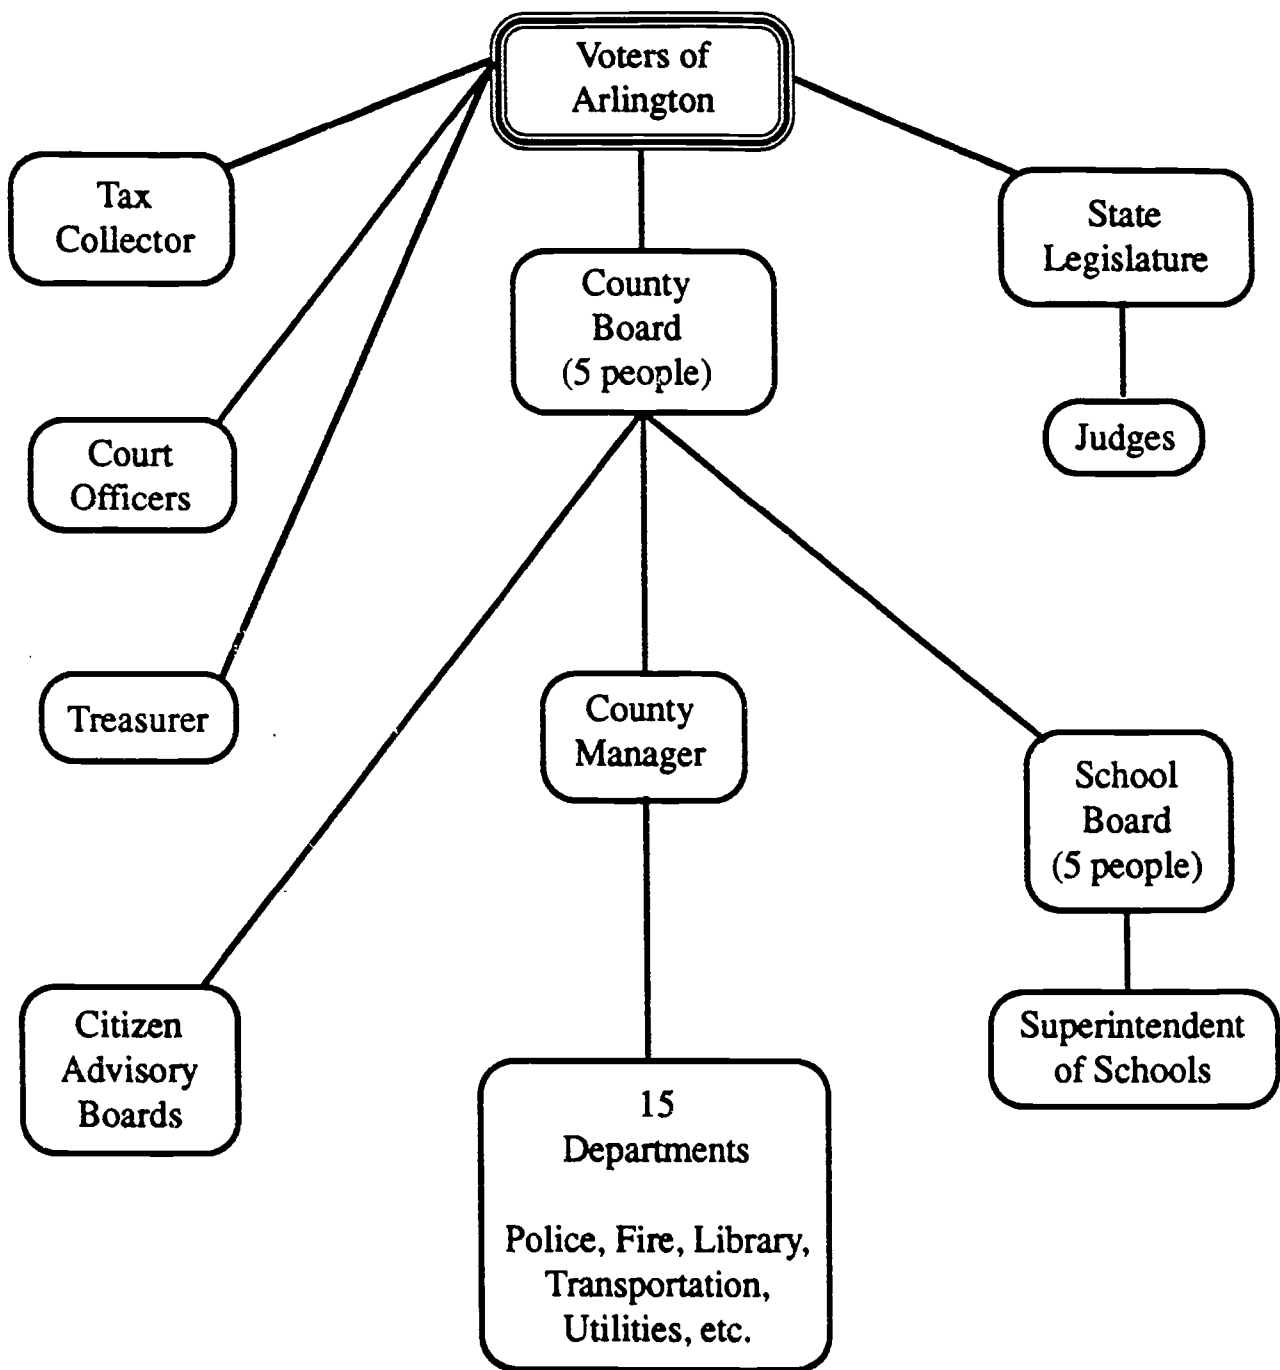 Voters of
Arlington
Tax
Collector
State
Legislature
County
Board
(5 people)
Court
Officers
Judges
Treasurer
County
Manager
School
Board
(5 people)
Citizen
Advisory
Boards
Superintendent
of Schools
15
Departments
Police, Fire, Library,
Transportation,
Utilities, etc.